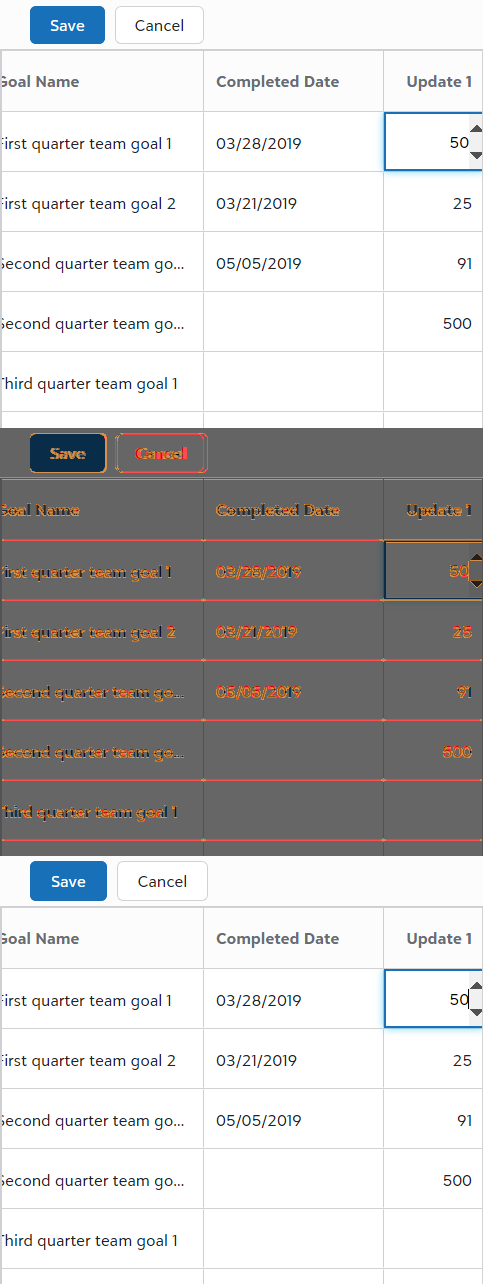 Save Cancel
Goal Name Completed Date Update 1
First quarter team goal 1 03/28/2019 50
First quarter team goal 2 03/21/2019 25
Second quarter team go... 05/05/2019 91
Second quarter team go... 500
Third quarter team goal 1
Save Cancel
Goal Name Completed Date Update 1
First quarter team goal 1 03/28/2019 50
First quarter team goal 2 03/21/2019 25
Second quarter team go... 05/05/2019 91
Second quarter team go... 500
Third quarter team goal 1
Save Cancel
Goal Name Completed Date Update 1
First quarter team goal 1 03/28/2019 50
First quarter team goal 2 03/21/2019 25
Second quarter team go... 05/05/2019 91
Second quarter team go... 500
Third quarter team goal 1